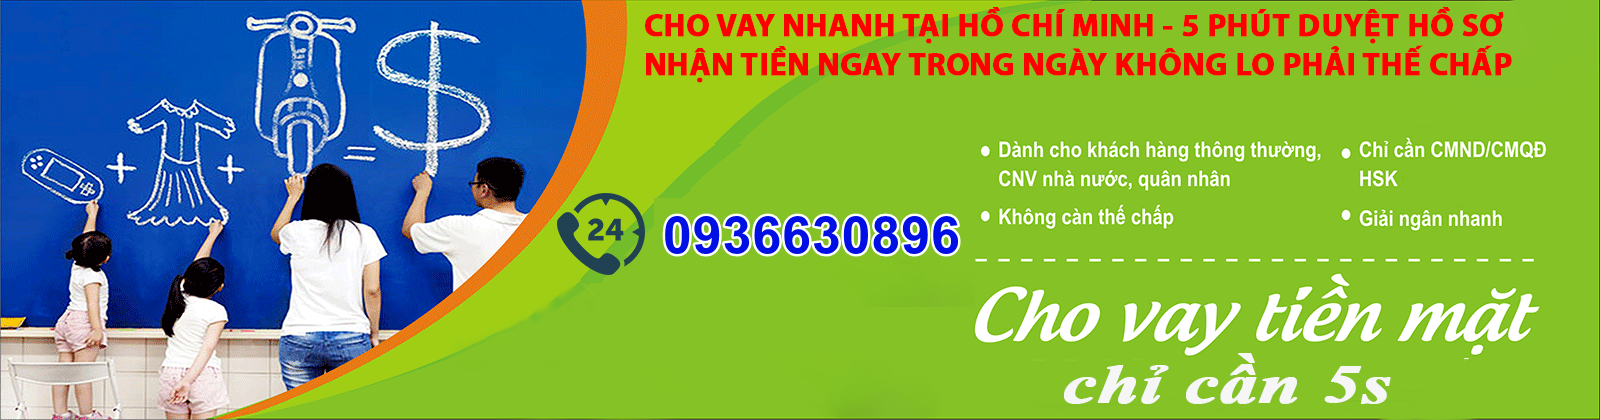 CHO VAY NHANH TẠI HỒ CHÍ MINH - 5 PHÚT DUYỆT HỒ SƠ
NHẬN TIỀN NGAY TRONG NGÀY KHÔNG LO PHẢI THẾ CHẤP
• Dành cho khách hàng thông thường,
CNV nhà nước, quân nhân
• Không càn thế chấp
• Chỉ cần CMND/CMQĐ
HSK
• Giải ngân nhanh
24
0936630896
Cho vay tiền mặt
chỉ cần 5s